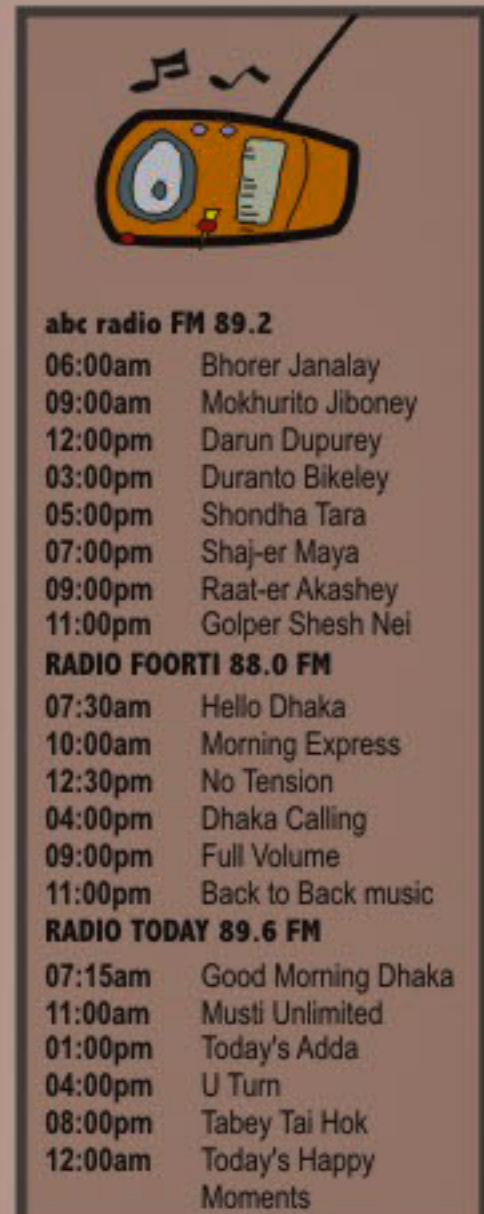 abc radio FM 89.2
06:00am Bhorer Janalay
09:00am Mokhurito Jiboney
12:00pm Darun Dupurey
03:00pm Duranto Bikeley
05:00pm Shondha Tara
07:00pm Shaj-er Maya
09:00pm Raat-er Akashey
11:00pm Golper Shesh Nei
RADIO FOORTI 88.0 FM
07:30am Hello Dhaka
10:00am Morning Express
12:30pm No Tension
04:00pm Dhaka Calling
09:00pm Full Volume
11:00pm Back to Back music
RADIO TODAY 89.6 FM
07:15am Good Morning Dhaka
11:00am Musti Unlimited
01:00pm Today's Adda
04:00pm U Turn
08:00pm Tabey Tai Hok
12:00am Today's Happy
Moments